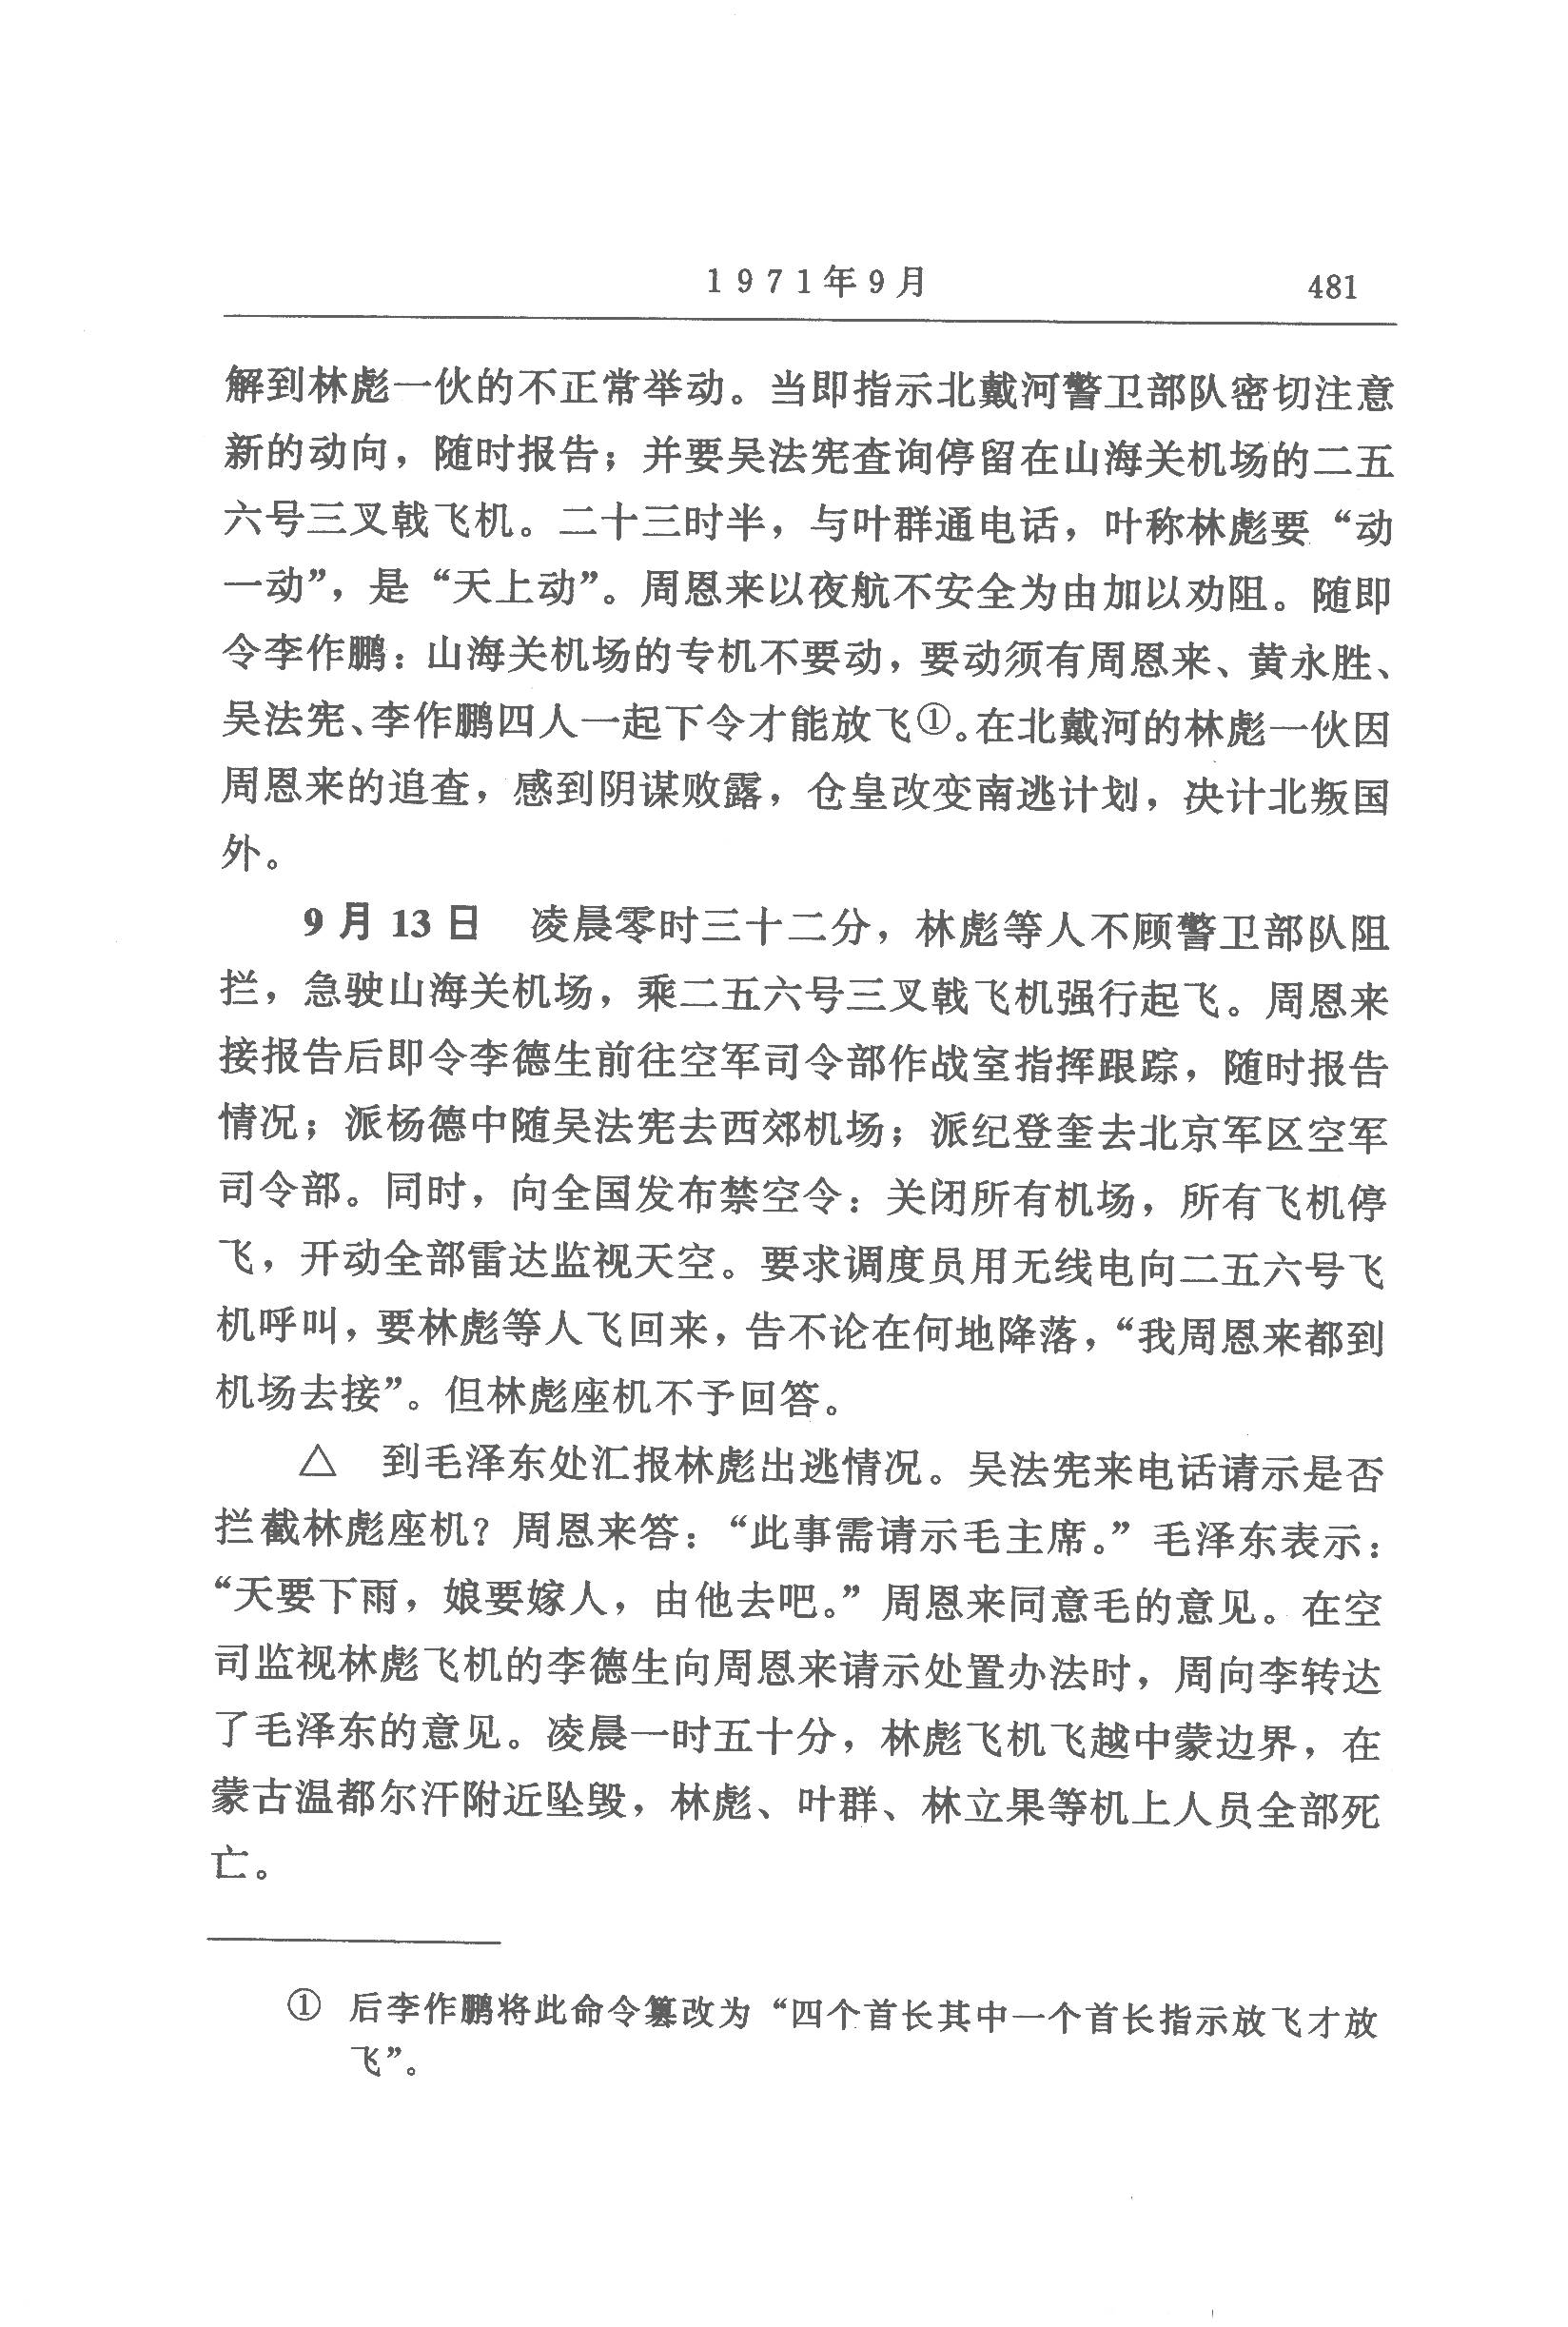 1971年9月 481
解到林彪一伙的不正常举动。当即指示北戴河警卫部队密切注意
新的动向，随时报告；并要吴法宪查询停留在山海关机场的二五
六号三叉戟飞机。二十三时半，与叶群通电话，叶称林彪要“动
一动”，是“天上动”。周恩来以夜航不安全为由加以劝阻。随即
令李作鹏：山海关机场的专机不要动，要动须有周恩来、黄永胜、
吴法宪、李作鹏四人一起下令才能放飞①。在北戴河的林彪一伙因
周恩来的追查，感到阴谋败露，仓皇改变南逃计划，决计北叛国
外。
9月13日 凌晨零时三十二分，林彪等人不顾警卫部队阻
拦，急驶山海关机场，乘二五六号三叉戟飞机强行起飞。周恩来
接报告后即令李德生前往空军司令部作战室指挥跟踪，随时报告
情况；派杨德中随吴法宪去西郊机场；派纪登奎去北京军区空军
司令部。同时，向全国发布禁空令：关闭所有机场，所有飞机停
飞，开动全部雷达监视天空。要求调度员用无线电向二五六号飞
机呼叫，要林彪等人飞回来，告不论在何地降落，“我周恩来都到
机场去接”。但林彪座机不予回答。
△ 到毛泽东处汇报林彪出逃情况。吴法宪来电话请示是否
拦截林彪座机？周恩来答：“此事需请示毛主席。”毛泽东表示：
“天要下雨，娘要嫁人，由他去吧。”周恩来同意毛的意见。在空
司监视林彪飞机的李德生向周恩来请示处置办法时，周向李转达
了毛泽东的意见。凌晨一时五十分，林彪飞机飞越中蒙边界，在
蒙古温都尔汗附近坠毁，林彪、叶群、林立果等机上人员全部死
亡。
① 后李作鹏将此命令篡改为“四个首长其中一个首长指示放飞才放
飞”。